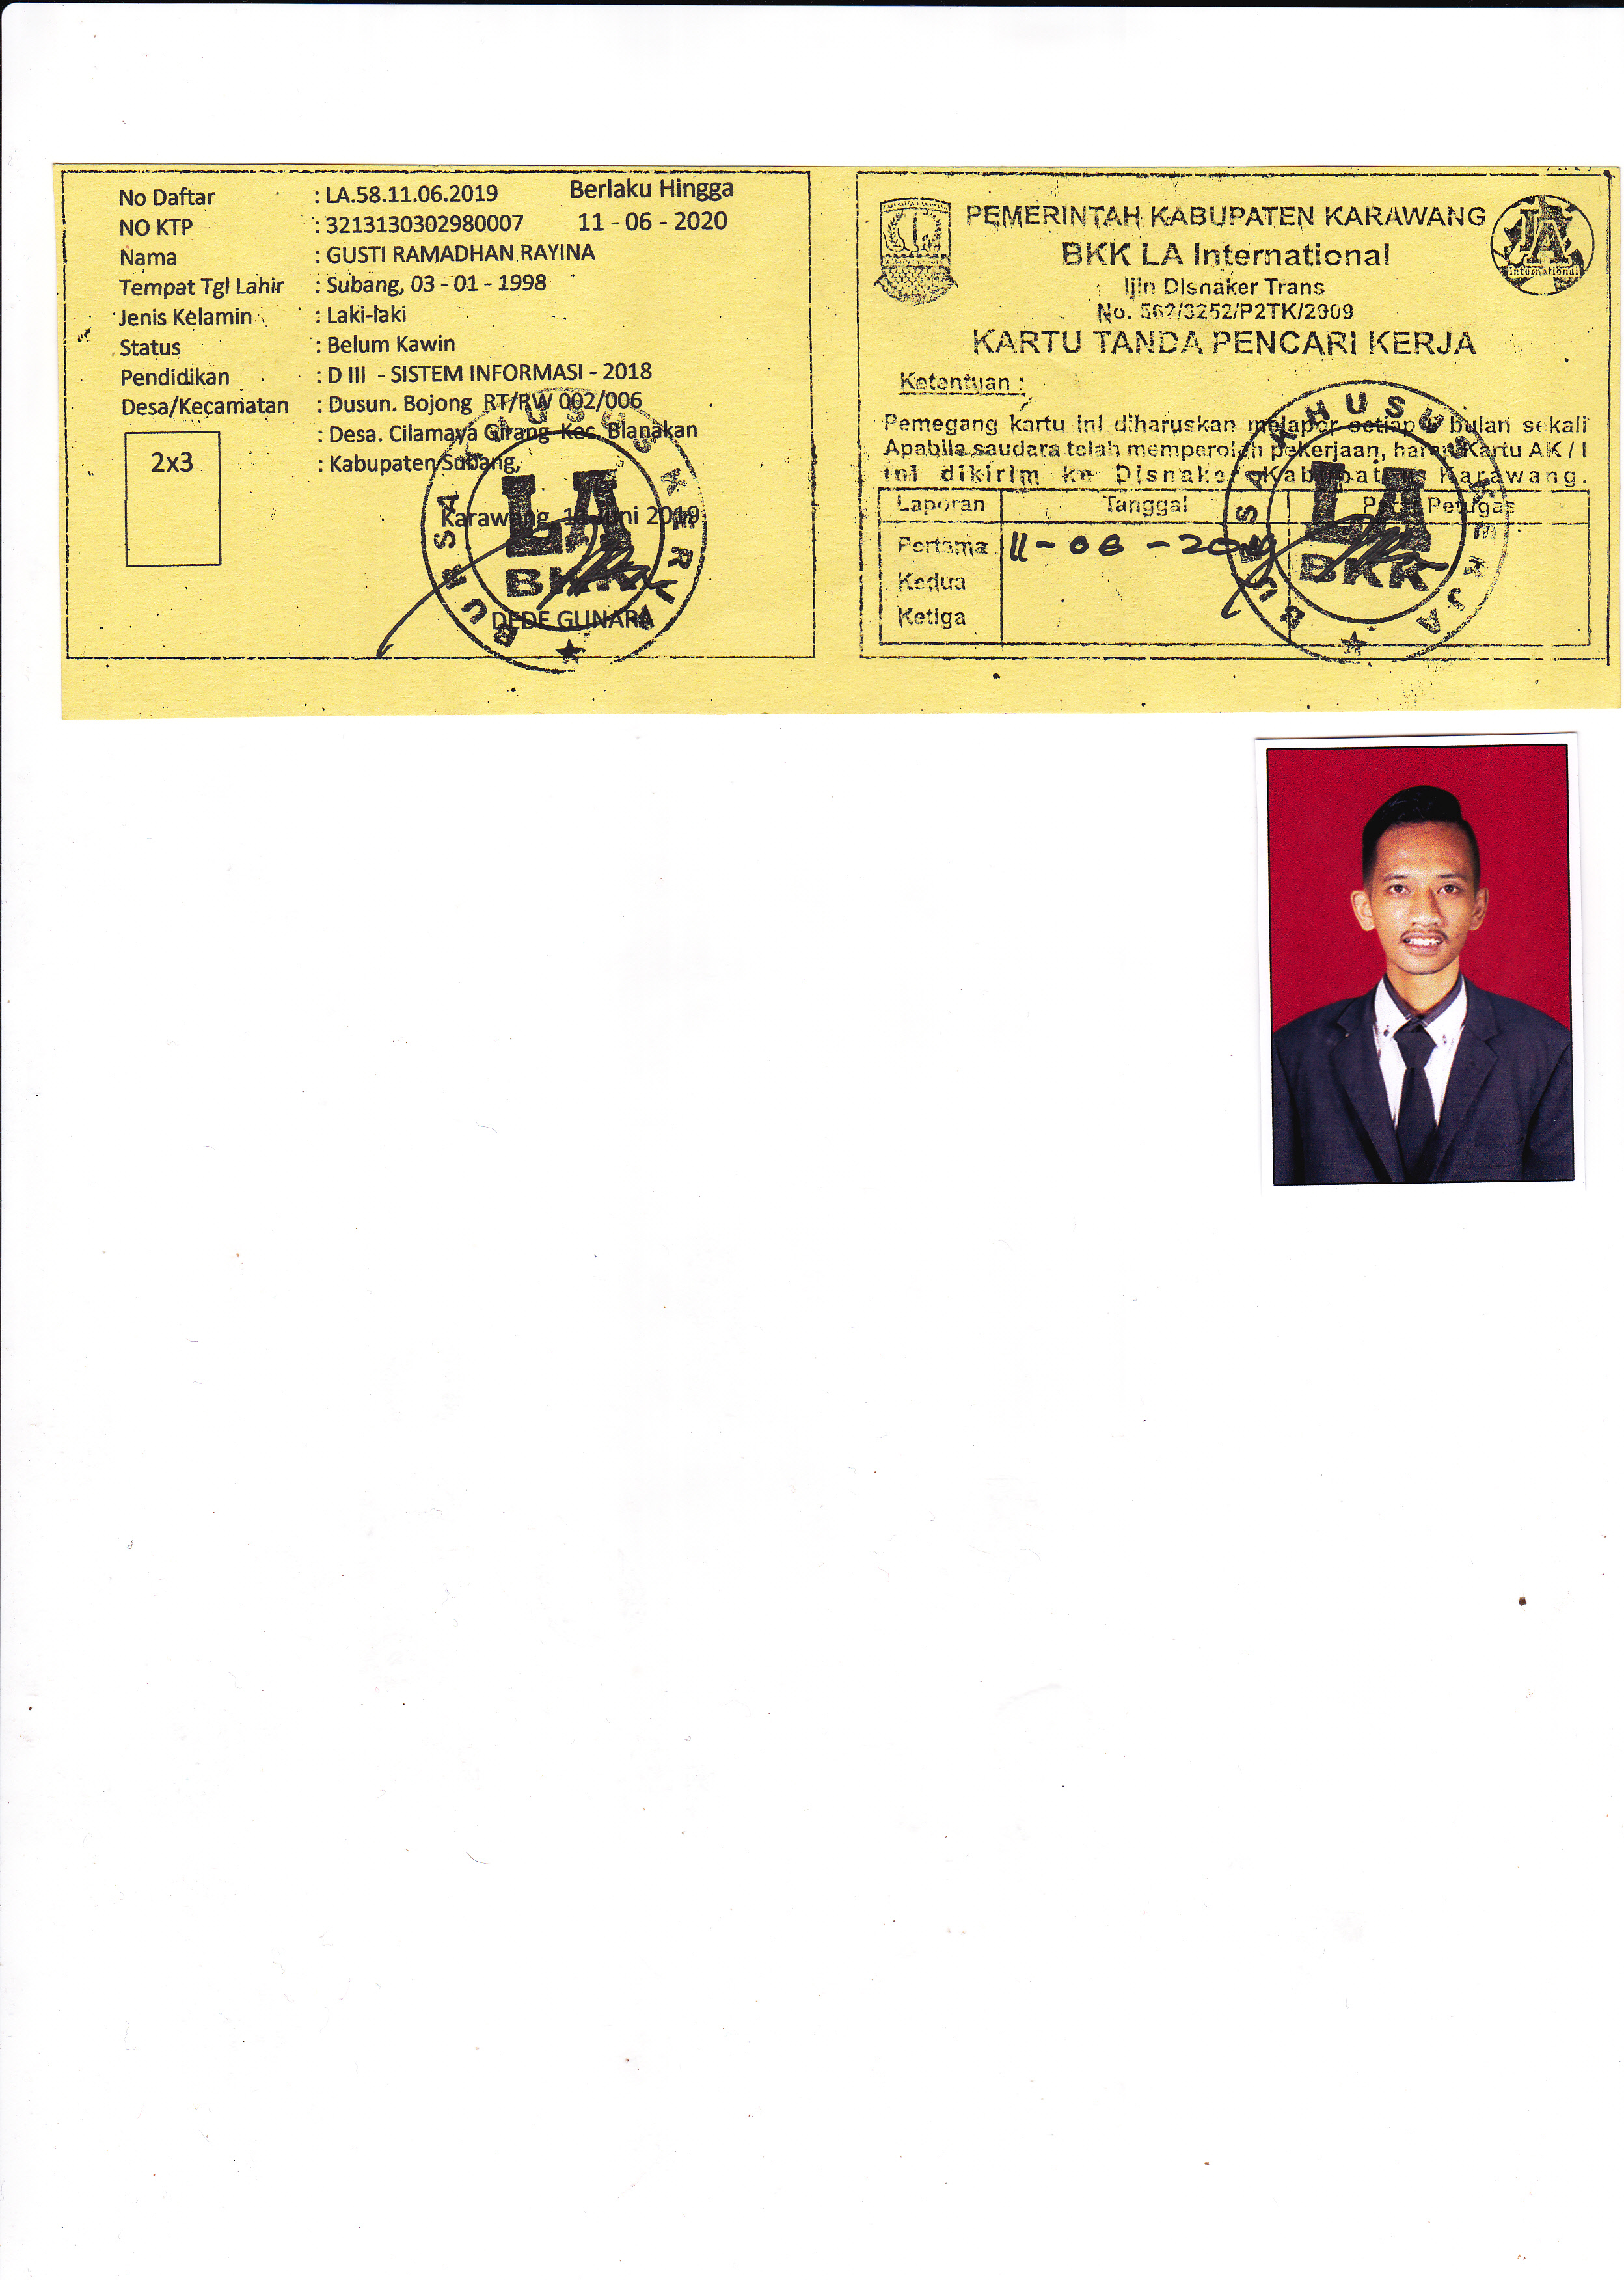 No Daftar : LA.58.11.06.2019 Berlaku Hingga
NO KTP : 3213130302980007 11 - 06 - 2020
Nama : GUSTI RAMADHAN RAYINA
Tempat Tgl Lahir : Subang, 03 - 01 - 1998
Jenis Kelamin : Laki-laki
Status : Belum Kawin
Pendidikan : D III - SISTEM INFORMASI - 2018
Desa/Kecamatan : Dusun. Bojong RT/RW 002/006
: Desa. Cilamaya Girang Kec. Blanakan
: Kabupaten Subang,
2x3
Karawang, Juni 2019
DEDE GUNARA
BURSA KHUSUS KERJA
LA
BKK
PEMERINTAH KABUPATEN KARAWANG
BKK LA International
Ijin Disnaker Trans
No. 562/3252/P2TK/2009
KARTU TANDA PENCARI KERJA
LA
International
Ketentuan :
Pemegang kartu ini diharuskan melapor setiap bulan sekali
Apabila saudara telah memperoleh pekerjaan, Kartu AK / I
ini dikirim ke Disnaker Kabupaten Karawang.
Laporan Tanggal Petugas
Pertama 11-06-2019
Kedua
Ketiga
BURSA KHUSUS KERJA
LA
BKK